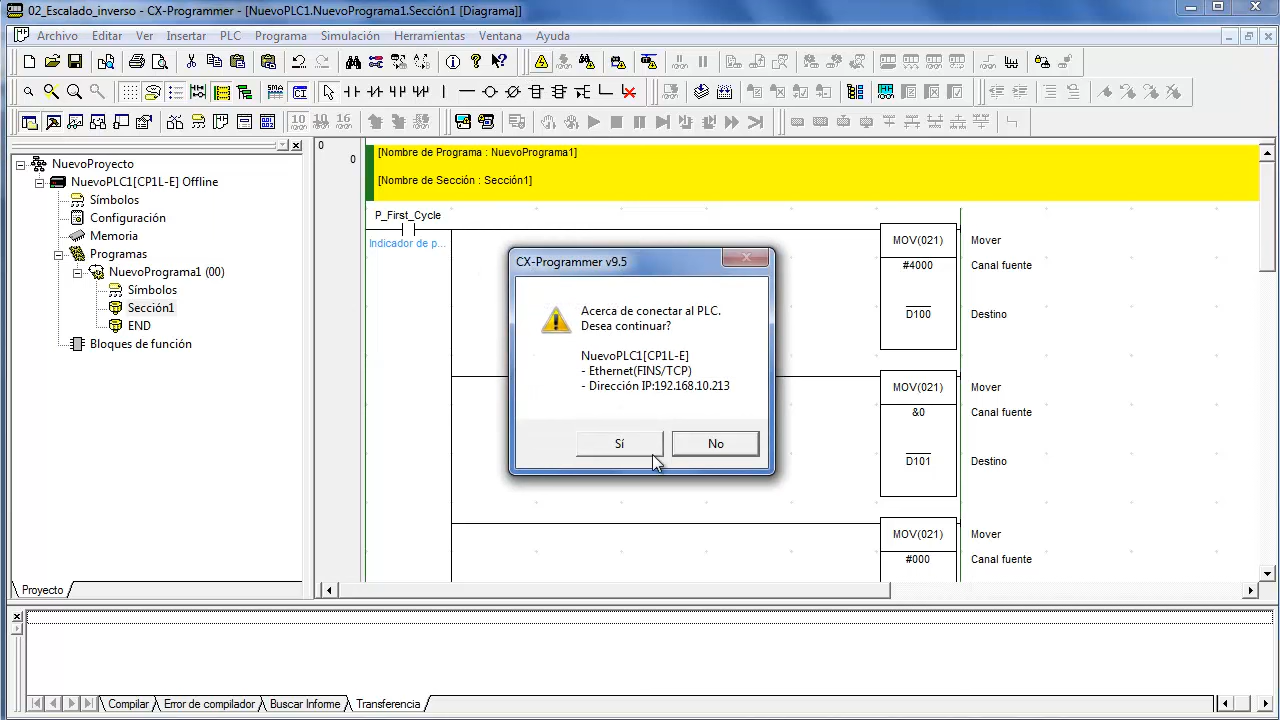 02_Escalado_inverso - CX-Programmer - [NuevoPLC1.NuevoPrograma1.Sección1 [Diagrama]]
Archivo Editar Ver Insertar PLC Programa Simulación Herramientas Ventana Ayuda
10 10 16
NuevoProyecto
NuevoPLC1[CP1L-E] Offline
Símbolos
Configuración
Memoria
Programas
NuevoPrograma1 (00)
Símbolos
Sección1
END
Bloques de función
Proyecto
0
0
[Nombre de Programa : NuevoPrograma1]
[Nombre de Sección : Sección1]
P_First_Cycle
Indicador de p...
MOV(021) Mover
#4000 Canal fuente
D100 Destino
MOV(021) Mover
&0 Canal fuente
D101 Destino
MOV(021) Mover
#000 Canal fuente
CX-Programmer v9.5
Acerca de conectar al PLC.
Desea continuar?
NuevoPLC1[CP1L-E]
- Ethernet(FINS/TCP)
- Dirección IP:192.168.10.213
Sí No
Compilar Error de compilador Buscar Informe Transferencia